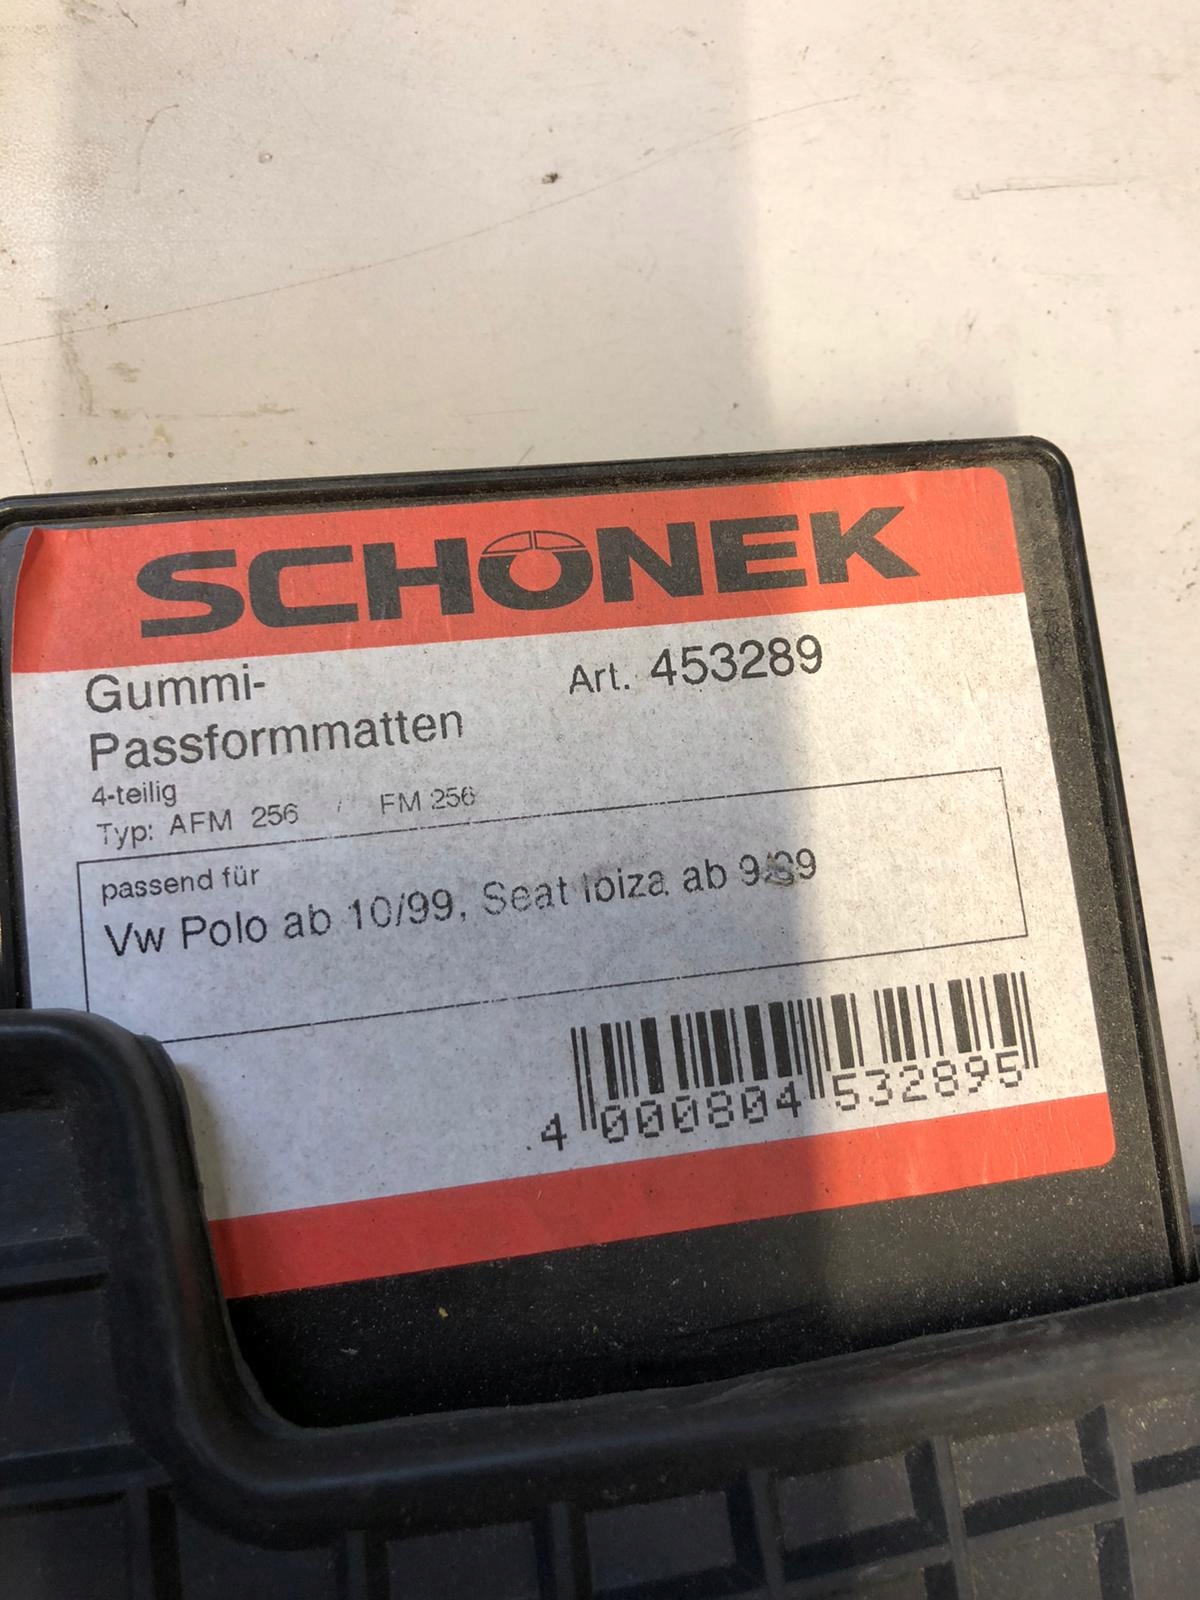 SCHÖNEK
Gummi- Art. 453289
Passformmatten
4-teilig
Typ: AFM 256 / FM 256
passend für
Vw Polo ab 10/99, Seat Ibiza ab 9/99
4 000804 532895